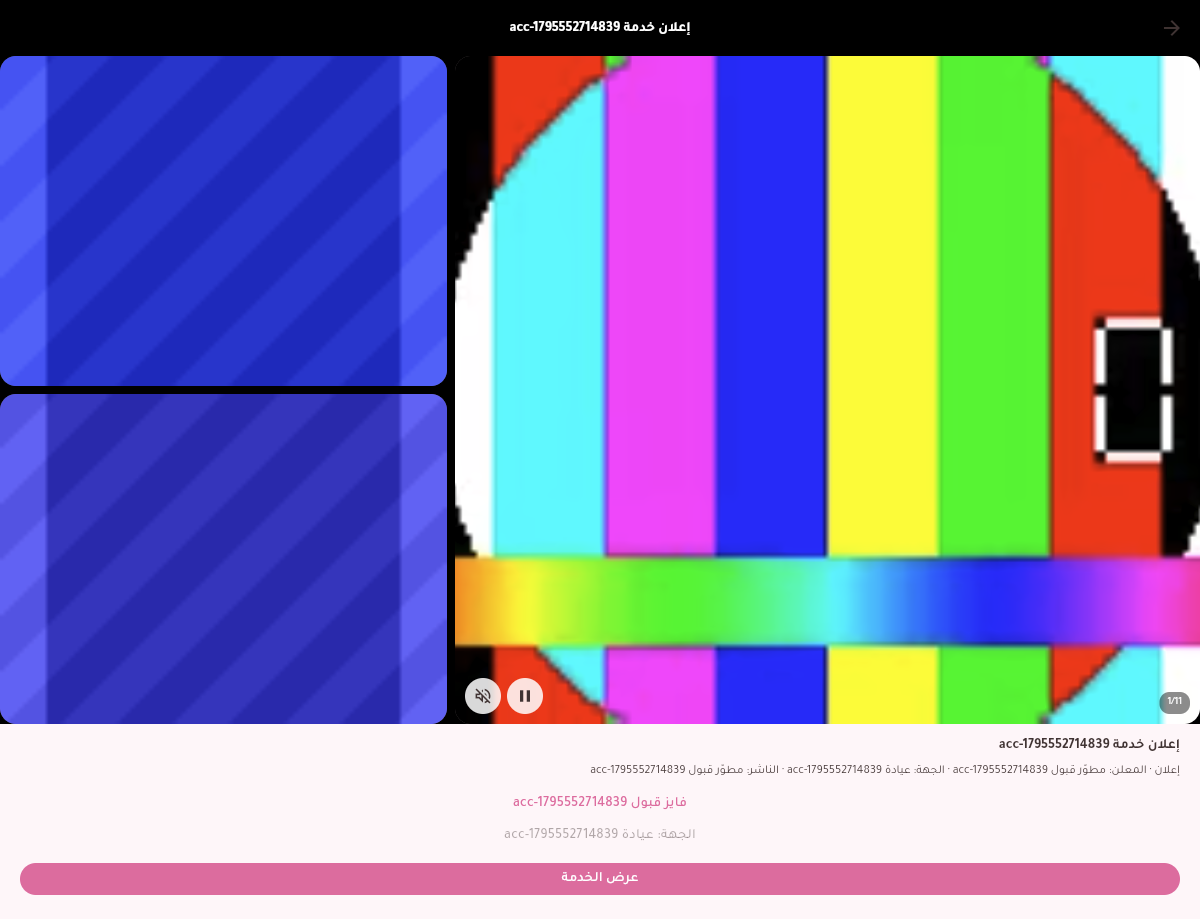 إعلان خدمة acc-1795552714839
1/11
إعلان خدمة acc-1795552714839
إعلان · المعلن: مطوّر قبول acc-1795552714839 · الجهة: عيادة acc-1795552714839 · الناشر: مطوّر قبول acc-1795552714839
فايز قبول acc-1795552714839
الجهة: عيادة acc-1795552714839
عرض الخدمة